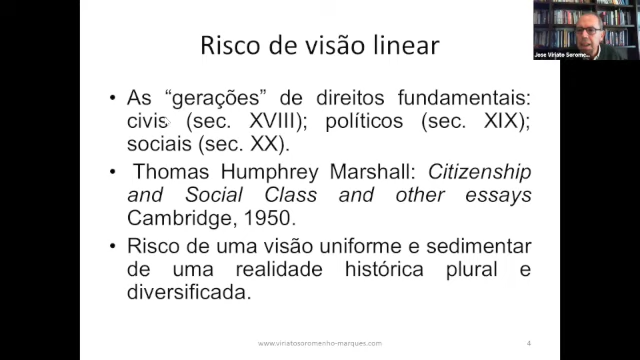 Risco de visão linear
• As “gerações” de direitos fundamentais:
civis (sec. XVIII); políticos (sec. XIX);
sociais (sec. XX).
• Thomas Humphrey Marshall: Citizenship
and Social Class and other essays
Cambridge, 1950.
• Risco de uma visão uniforme e sedimentar
de uma realidade histórica plural e
diversificada.
www.viriatosoromenho-marques.com
4
Jose Viriato Sorome...